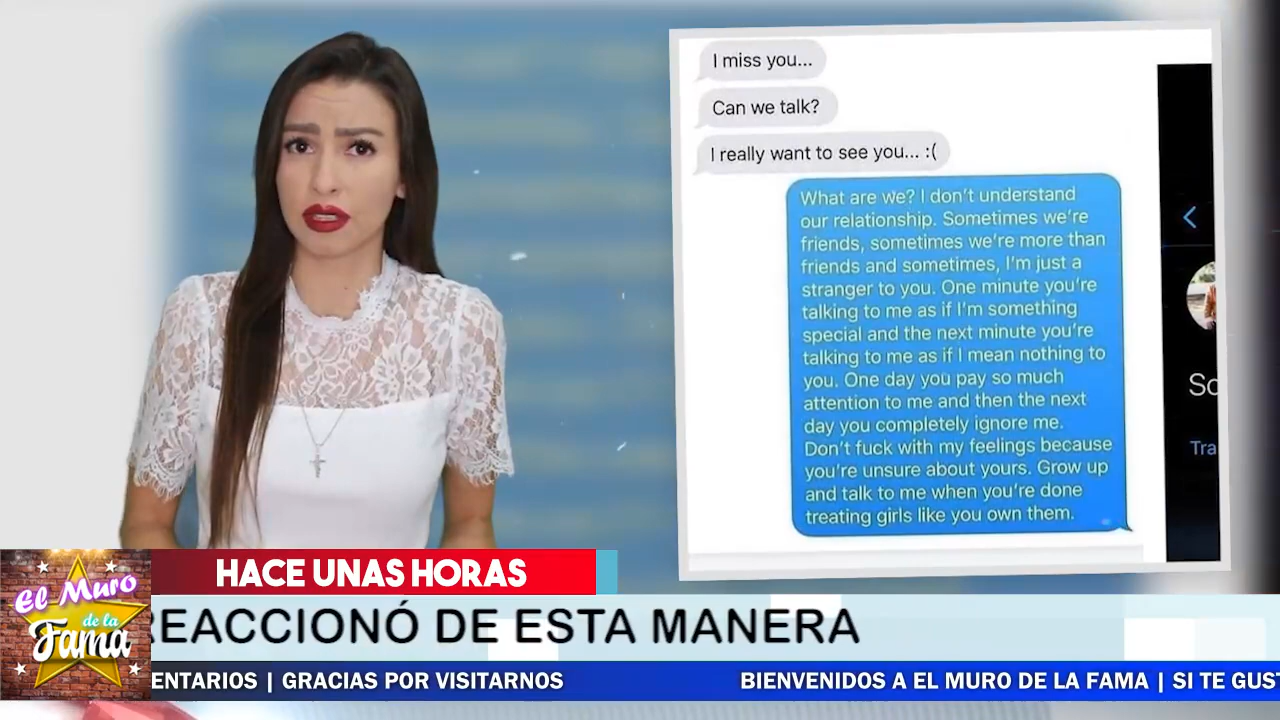 I miss you...
Can we talk?
I really want to see you... :(
What are we? I don't understand
our relationship. Sometimes we're
friends, sometimes we're more than
friends and sometimes, I'm just a
stranger to you. One minute you're
talking to me as if I'm something
special and the next minute you're
talking to me as if I mean nothing to
you. One day you pay so much
attention to me and then the next
day you completely ignore me.
Don't fuck with my feelings because
you're unsure about yours. Grow up
and talk to me when you're done
treating girls like you own them.
Sc
Tra
HACE UNAS HORAS
El Muro
de la
Fama
REACCIONÓ DE ESTA MANERA
ENTARIOS | GRACIAS POR VISITARNOS
BIENVENIDOS A EL MURO DE LA FAMA | SI TE GUST